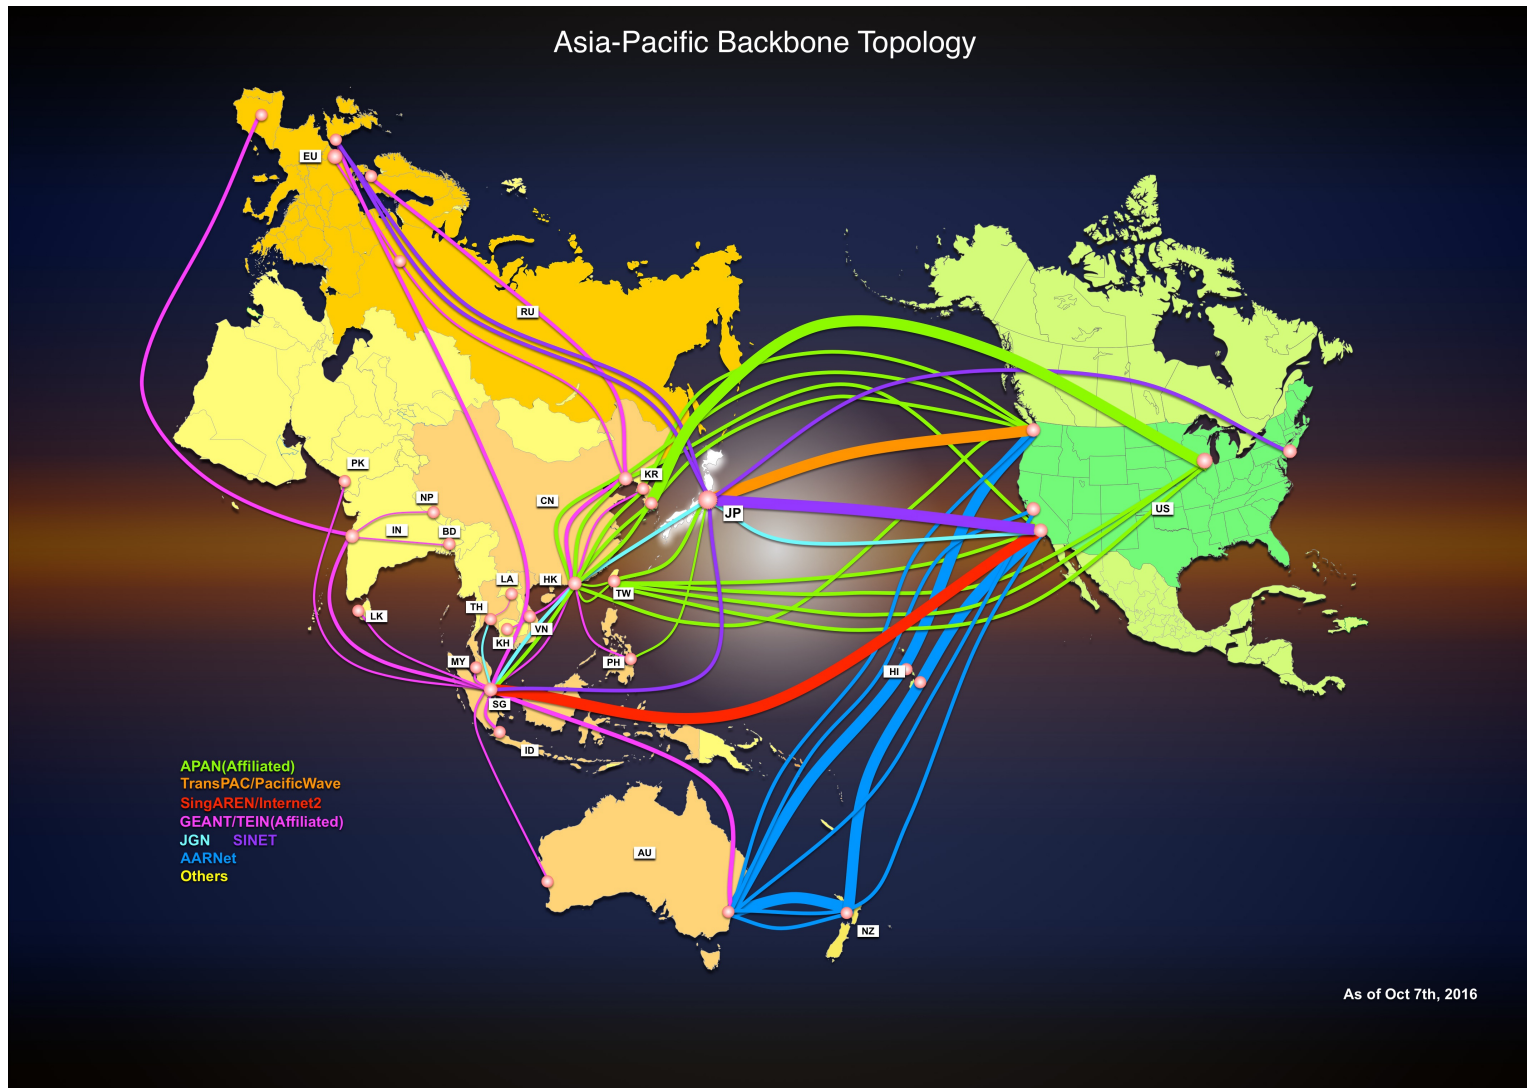 Asia-Pacific Backbone Topology
EU
RU
PK
KR
NP
CN
IN
BD
JP
US
LA
HK
TW
TH
LK
VN
KH
MY
PH
HI
SG
ID
APAN(Affiliated)
TransPAC/PacificWave
SingAREN/Internet2
GEANT/TEIN(Affiliated)
JGN SINET
AARNet
Others
AU
NZ
As of Oct 7th, 2016